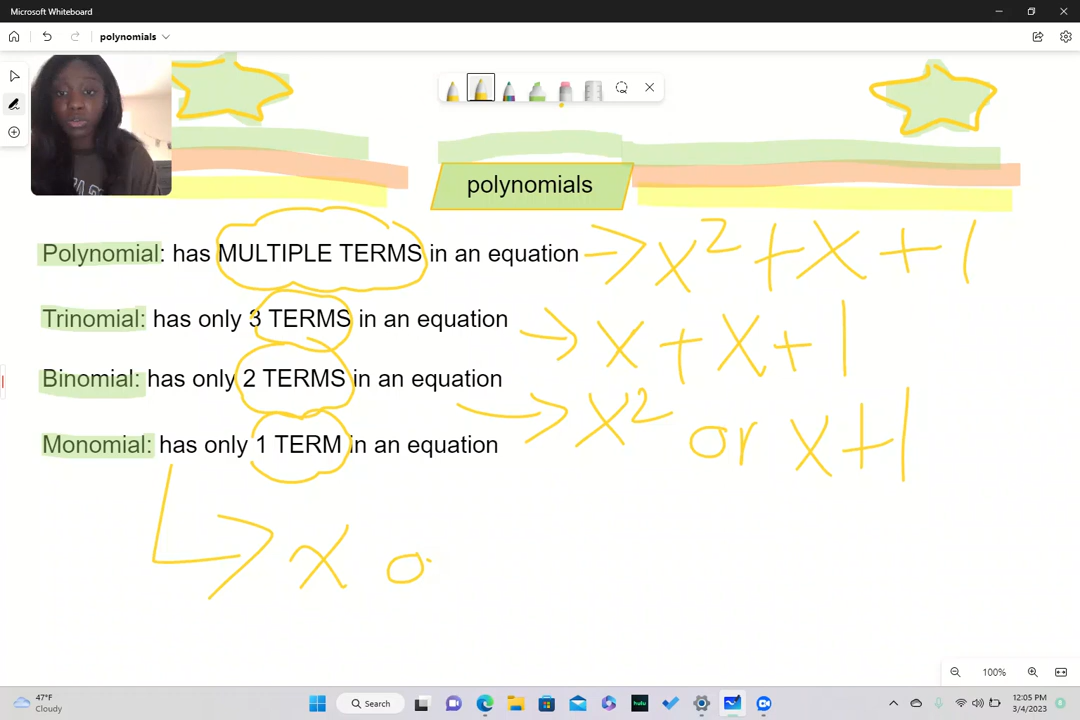 Microsoft Whiteboard
polynomials
polynomials
Polynomial: has MULTIPLE TERMS in an equation → x² + x + 1
Trinomial: has only 3 TERMS in an equation → x + x + 1
Binomial: has only 2 TERMS in an equation → x² or x+1
Monomial: has only 1 TERM in an equation
→ x o
100%
47°F
Cloudy
Search
hulu
12:05 PM
3/4/2023